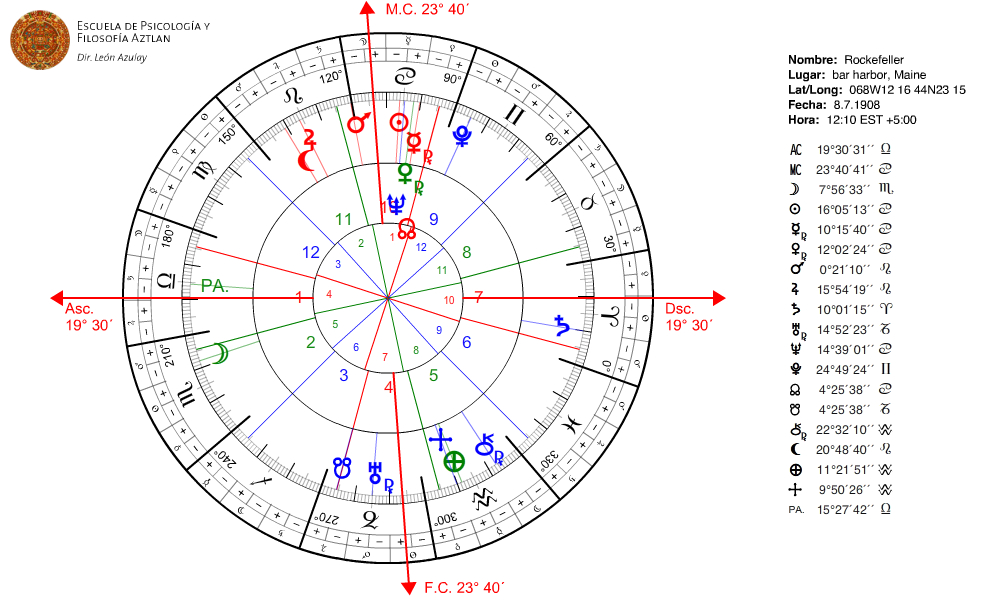 ESCUELA DE PSICOLOGÍA Y
FILOSOFÍA AZTLAN
Dir. León Azulay
M.C. 23° 40´
Nombre: Rockefeller
Lugar: bar harbor, Maine
Lat/Long: 068W12 16 44N23 15
Fecha: 8.7.1908
Hora: 12:10 EST +5:00
AC 19°30´31´´ ♎
MC 23°40´41´´ ♋
☽ 7°56´33´´ ♏
☉ 16°05´13´´ ♋
☿℞ 10°15´40´´ ♋
♀℞ 12°02´24´´ ♋
♂ 0°21´10´´ ♌
♃ 15°54´19´´ ♌
♄ 10°01´15´´ ♈
♅℞ 14°52´23´´ ♑
♆ 14°39´01´´ ♋
♇ 24°49´24´´ ♊
☊ 4°25´38´´ ♋
☋ 4°25´38´´ ♑
⚷℞ 22°32´10´´ ♒
⚸ 20°48´40´´ ♌
⊕ 11°21´51´´ ♒
9°50´26´´ ♒
PA. 15°27´42´´ ♎
120°
90°
150°
60°
180°
30°
210°
0°
240°
330°
270°
300°
11
1
9
12
8
PA.
1
7
2
6
3
4
5
1
2
12
3
11
4
10
5
9
6
7
8
Asc.
19° 30´
Dsc.
19° 30´
F.C. 23° 40´